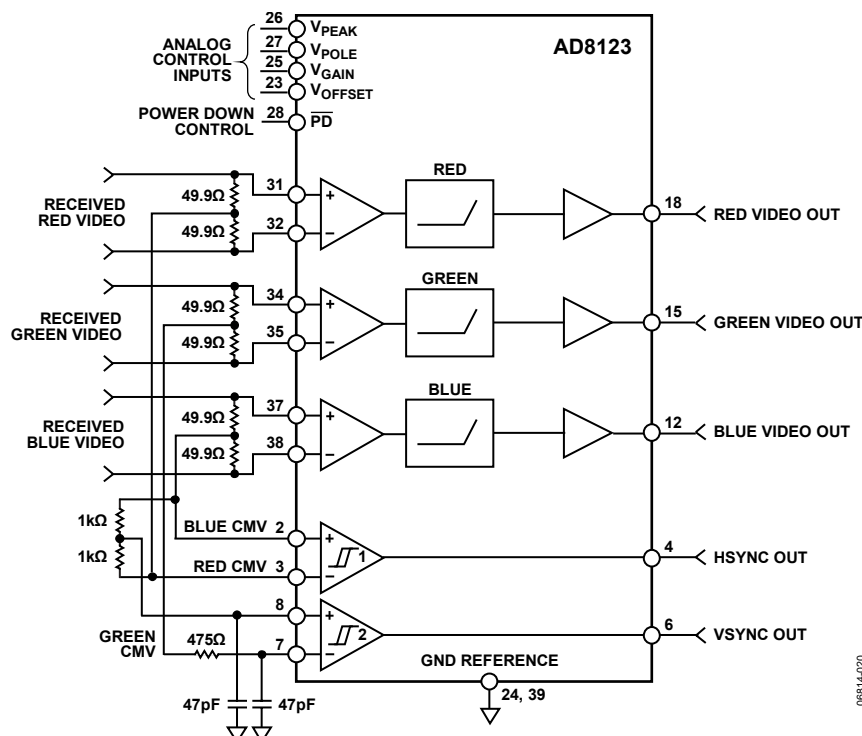 AD8123
26 VPEAK
27 VPOLE
25 VGAIN
23 VOFFSET
ANALOG
CONTROL
INPUTS
POWER DOWN
CONTROL
28 PD
RECEIVED
RED VIDEO
49.9Ω
49.9Ω
31
32
+
−
RED
18
RED VIDEO OUT
RECEIVED
GREEN VIDEO
49.9Ω
49.9Ω
34
35
+
−
GREEN
15
GREEN VIDEO OUT
RECEIVED
BLUE VIDEO
49.9Ω
49.9Ω
37
38
+
−
BLUE
12
BLUE VIDEO OUT
1kΩ
1kΩ
BLUE CMV 2
RED CMV 3
+
−
1
4
HSYNC OUT
8
7
+
−
2
6
VSYNC OUT
GREEN
CMV
475Ω
47pF
47pF
GND REFERENCE
24, 39
06814-020